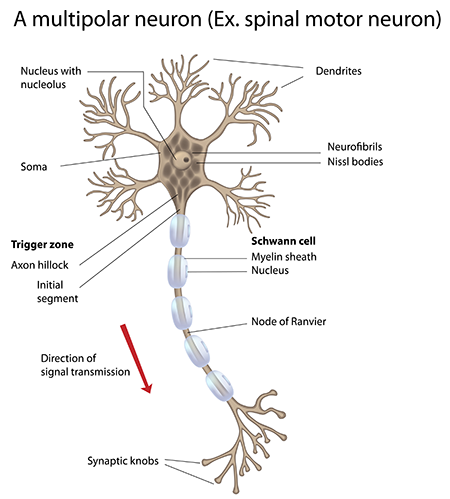 A multipolar neuron (Ex. spinal motor neuron)
Nucleus with
nucleolus
Dendrites
Neurofibrils
Nissl bodies
Soma
Trigger zone
Axon hillock
Initial
segment
Schwann cell
Myelin sheath
Nucleus
Node of Ranvier
Direction of
signal transmission
Synaptic knobs